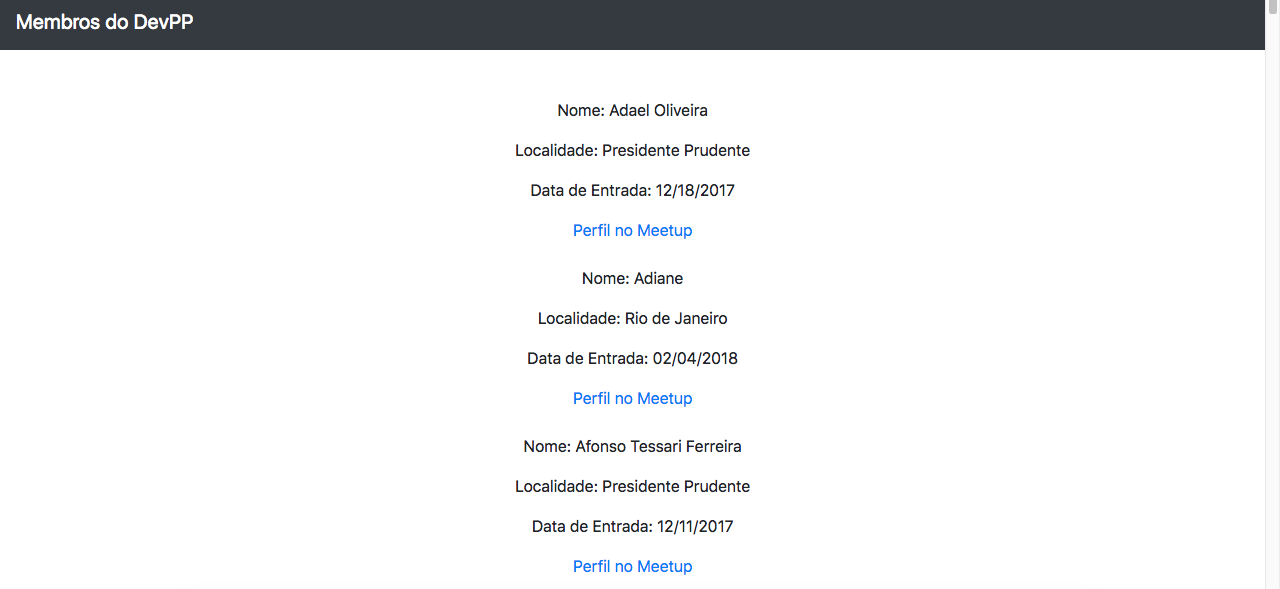 Membros do DevPP
Nome: Adael Oliveira
Localidade: Presidente Prudente
Data de Entrada: 12/18/2017
Perfil no Meetup
Nome: Adiane
Localidade: Rio de Janeiro
Data de Entrada: 02/04/2018
Perfil no Meetup
Nome: Afonso Tessari Ferreira
Localidade: Presidente Prudente
Data de Entrada: 12/11/2017
Perfil no Meetup